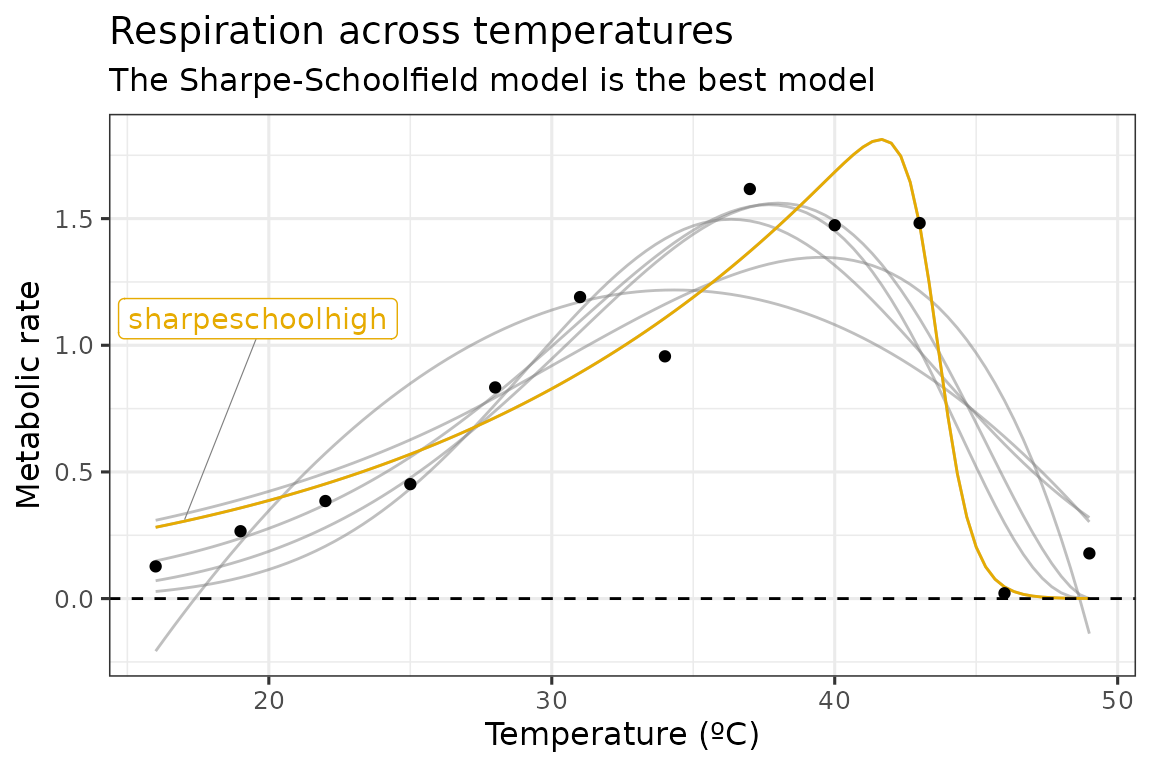 Respiration across temperatures
The Sharpe-Schoolfield model is the best model
Metabolic rate
1.5
1.0
0.5
0.0
sharpeschoolhigh
20
30
40
50
Temperature (ºC)